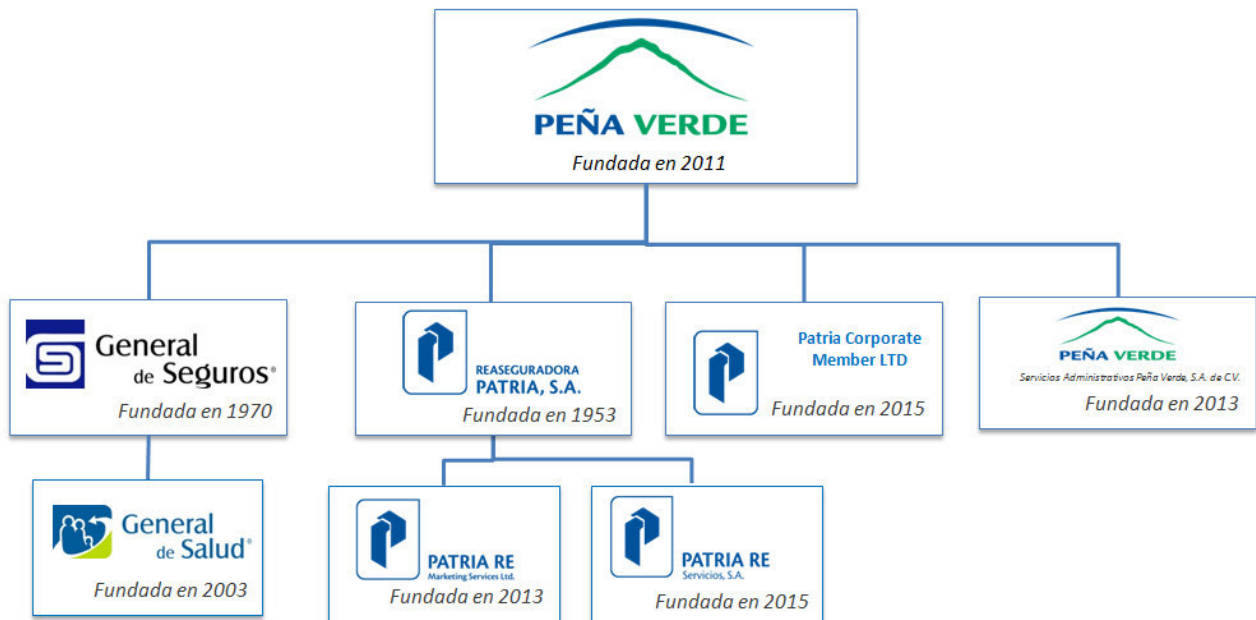 PEÑA VERDE
Fundada en 2011
General
de Seguros®
Fundada en 1970
REASEGURADORA
PATRIA, S.A.
Fundada en 1953
Patria Corporate
Member LTD
Fundada en 2015
PEÑA VERDE
Servicios Administrativos Peña Verde, S.A. de C.V.
Fundada en 2013
General
de Salud®
Fundada en 2003
PATRIA RE
Marketing Services Ltd.
Fundada en 2013
PATRIA RE
Servicios, S.A.
Fundada en 2015